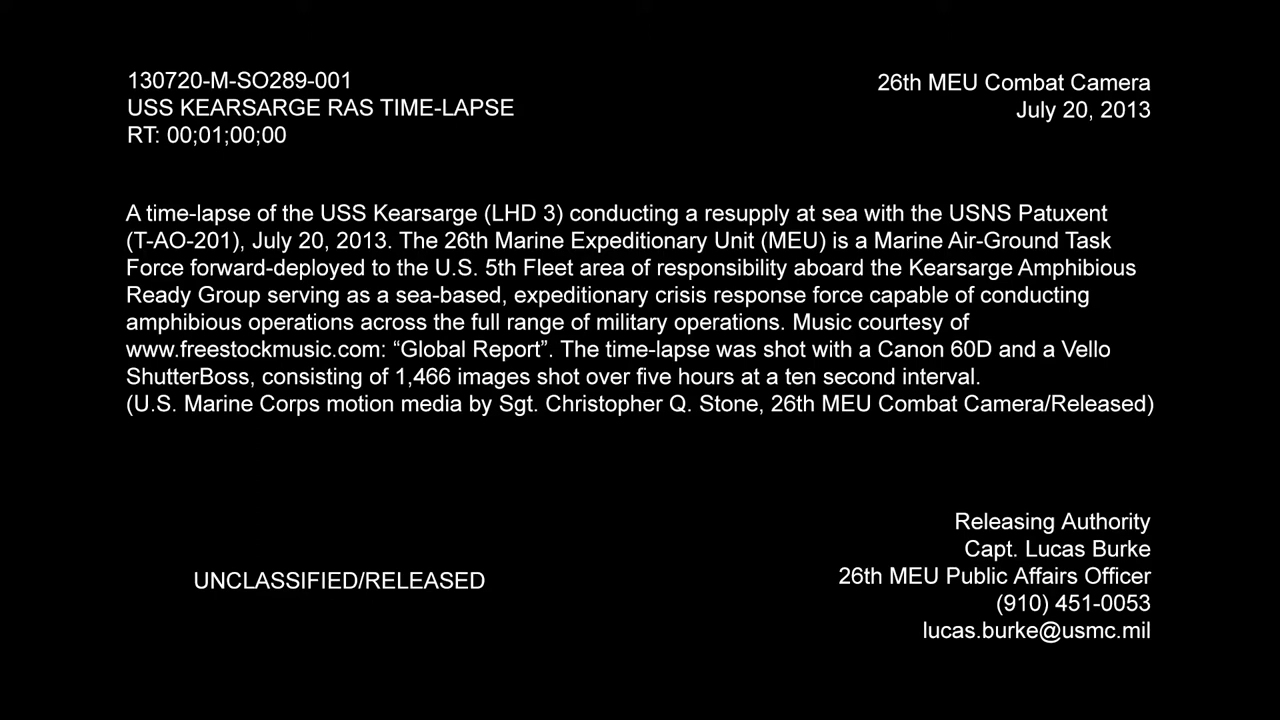 130720-M-SO289-001
USS KEARSARGE RAS TIME-LAPSE
RT: 00;01;00;00
26th MEU Combat Camera
July 20, 2013
A time-lapse of the USS Kearsarge (LHD 3) conducting a resupply at sea with the USNS Patuxent
(T-AO-201), July 20, 2013. The 26th Marine Expeditionary Unit (MEU) is a Marine Air-Ground Task
Force forward-deployed to the U.S. 5th Fleet area of responsibility aboard the Kearsarge Amphibious
Ready Group serving as a sea-based, expeditionary crisis response force capable of conducting
amphibious operations across the full range of military operations. Music courtesy of
www.freestockmusic.com: “Global Report”. The time-lapse was shot with a Canon 60D and a Vello
ShutterBoss, consisting of 1,466 images shot over five hours at a ten second interval.
(U.S. Marine Corps motion media by Sgt. Christopher Q. Stone, 26th MEU Combat Camera/Released)
UNCLASSIFIED/RELEASED
Releasing Authority
Capt. Lucas Burke
26th MEU Public Affairs Officer
(910) 451-0053
lucas.burke@usmc.mil